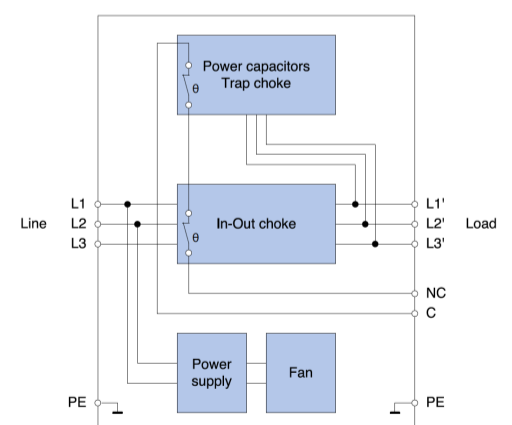 Power capacitors
Trap choke
θ
L1
L1'
Line
L2
In-Out choke
L2'
Load
θ
L3
L3'
NC
C
Power
supply
Fan
PE
PE